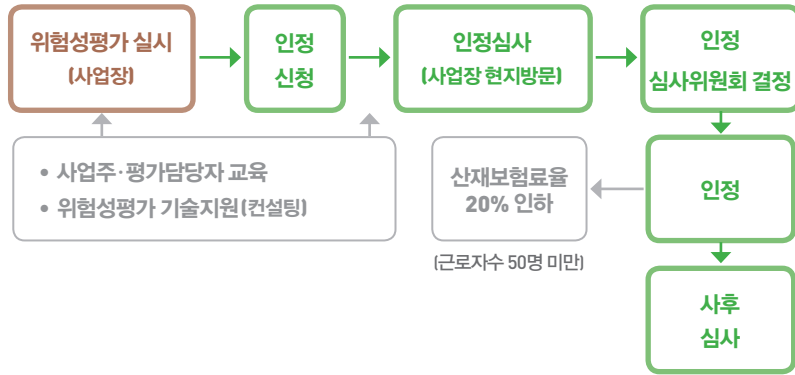 위험성평가 실시
(사업장)
인정
신청
인정심사
(사업장 현지방문)
인정
심사위원회 결정
• 사업주·평가담당자 교육
• 위험성평가 기술지원(컨설팅)
산재보험료율
20% 인하
(근로자수 50명 미만)
인정
사후
심사